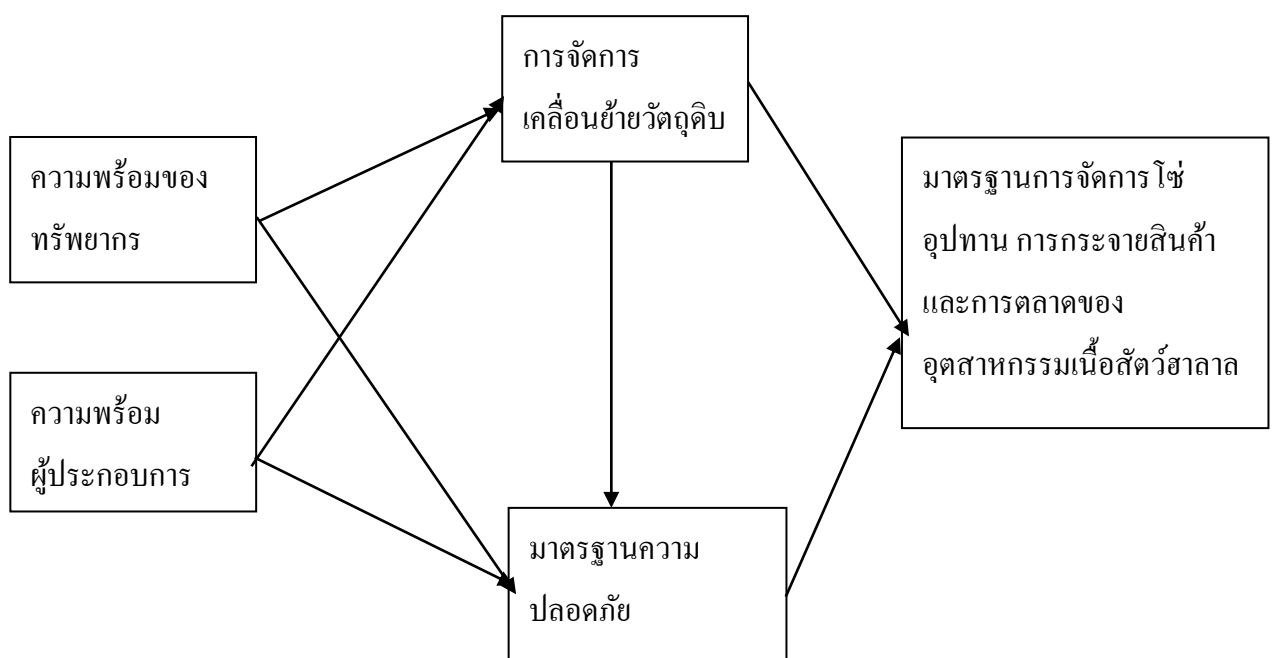 การจัดการ
เคลื่อนย้ายวัตถุดิบ
ความพร้อมของ
ทรัพยากร
มาตรฐานการจัดการโซ่
อุปทาน การกระจายสินค้า
และการตลาดของ
อุตสาหกรรมเนื้อสัตว์ฮาลาล
ความพร้อม
ผู้ประกอบการ
มาตรฐานความ
ปลอดภัย